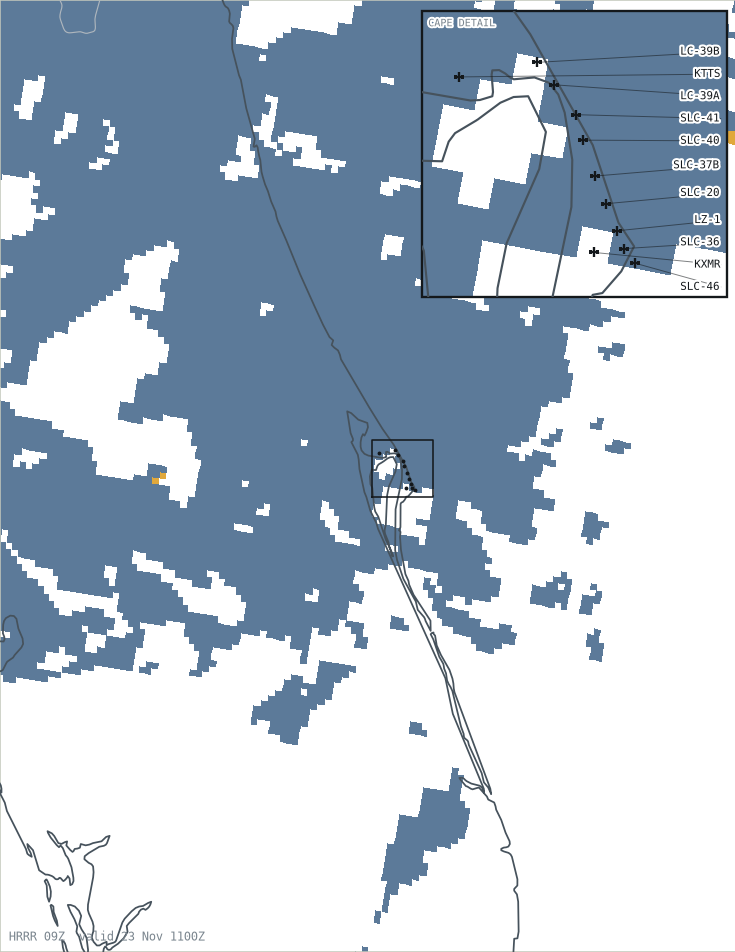 CAPE DETAIL
LC-39B
KTTS
LC-39A
SLC-41
SLC-40
SLC-37B
SLC-20
LZ-1
SLC-36
KXMR
SLC-46
HRRR 09Z valid 23 Nov 1100Z